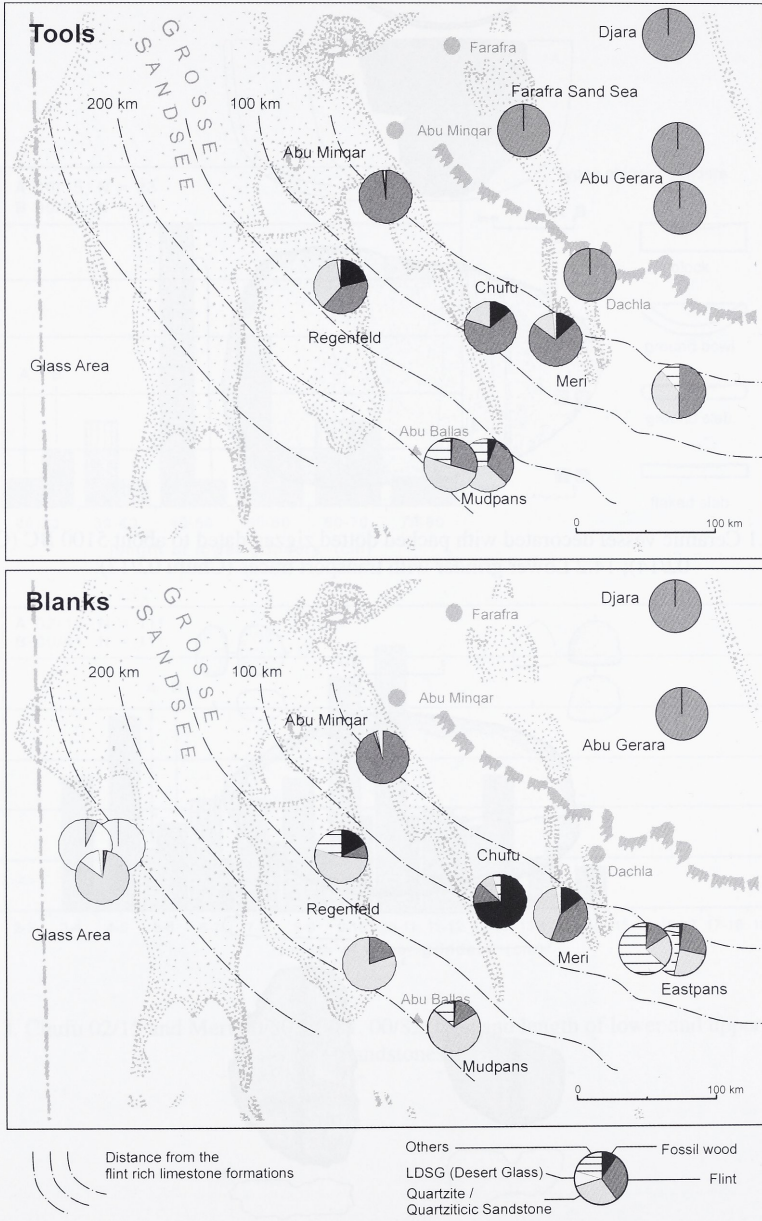 Tools
GROSSE
SANDSEE
Djara
Farafra
Farafra Sand Sea
200 km
100 km
Abu Minqar
Abu Minqar
Abu Gerara
Chufu
Dachla
Regenfeld
Glass Area
Meri
Abu Ballas
Mudpans
0
100 km
Blanks
GROSSE
SANDSEE
Djara
Farafra
200 km
100 km
Abu Minqar
Abu Minqar
Abu Gerara
Chufu
Dachla
Regenfeld
Glass Area
Meri
Eastpans
Abu Ballas
Mudpans
0
100 km
Distance from the
flint rich limestone formations
Others
Fossil wood
LDSG (Desert Glass)
Flint
Quartzite /
Quartziticic Sandstone